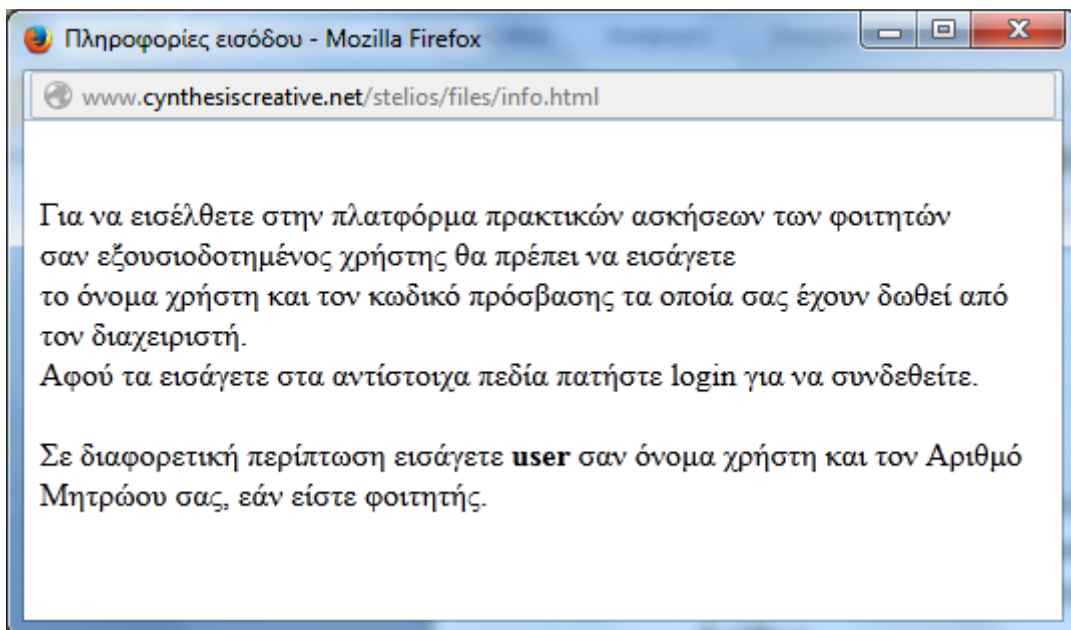 Πληροφορίες εισόδου - Mozilla Firefox
www.cynthesiscreative.net/stelios/files/info.html
Για να εισέλθετε στην πλατφόρμα πρακτικών ασκήσεων των φοιτητών
σαν εξουσιοδοτημένος χρήστης θα πρέπει να εισάγετε
το όνομα χρήστη και τον κωδικό πρόσβασης τα οποία σας έχουν δωθεί από
τον διαχειριστή.
Αφού τα εισάγετε στα αντίστοιχα πεδία πατήστε login για να συνδεθείτε.
Σε διαφορετική περίπτωση εισάγετε user σαν όνομα χρήστη και τον Αριθμό
Μητρώου σας, εάν είστε φοιτητής.